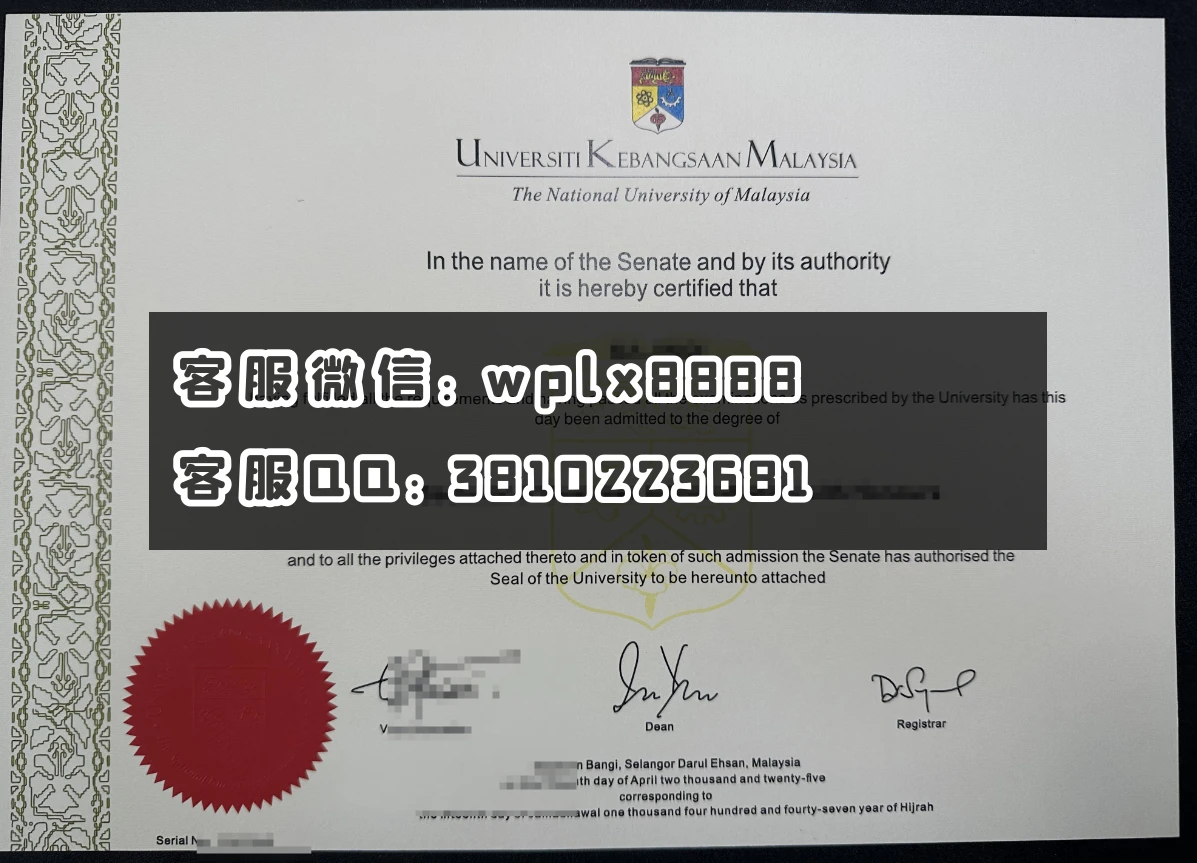 UNIVERSITI KEBANGSAAN MALAYSIA
The National University of Malaysia
In the name of the Senate and by its authority
it is hereby certified that
客服微信：wplx8888
prescribed by the University has this
day been admitted to the degree of
客服QQ：3810223681
and to all the privileges attached thereto and in token of such admission the Senate has authorised the
Seal of the University to be hereunto attached
Dean
Registrar
Bangi, Selangor Darul Ehsan, Malaysia
day of April two thousand and twenty-five
corresponding to
one thousand four hundred and fourty-seven year of Hijrah
Serial